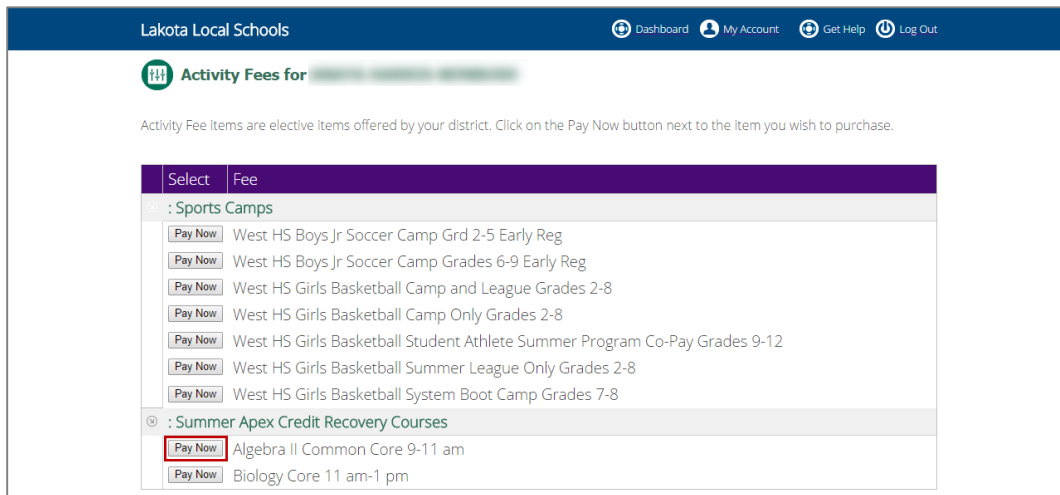 Lakota Local Schools Dashboard My Account Get Help Log Out
Activity Fees for
Activity Fee items are elective items offered by your district. Click on the Pay Now button next to the item you wish to purchase.
Select Fee
: Sports Camps
Pay Now West HS Boys Jr Soccer Camp Grd 2-5 Early Reg
Pay Now West HS Boys Jr Soccer Camp Grades 6-9 Early Reg
Pay Now West HS Girls Basketball Camp and League Grades 2-8
Pay Now West HS Girls Basketball Camp Only Grades 2-8
Pay Now West HS Girls Basketball Student Athlete Summer Program Co-Pay Grades 9-12
Pay Now West HS Girls Basketball Summer League Only Grades 2-8
Pay Now West HS Girls Basketball System Boot Camp Grades 7-8
: Summer Apex Credit Recovery Courses
Pay Now Algebra II Common Core 9-11 am
Pay Now Biology Core 11 am-1 pm